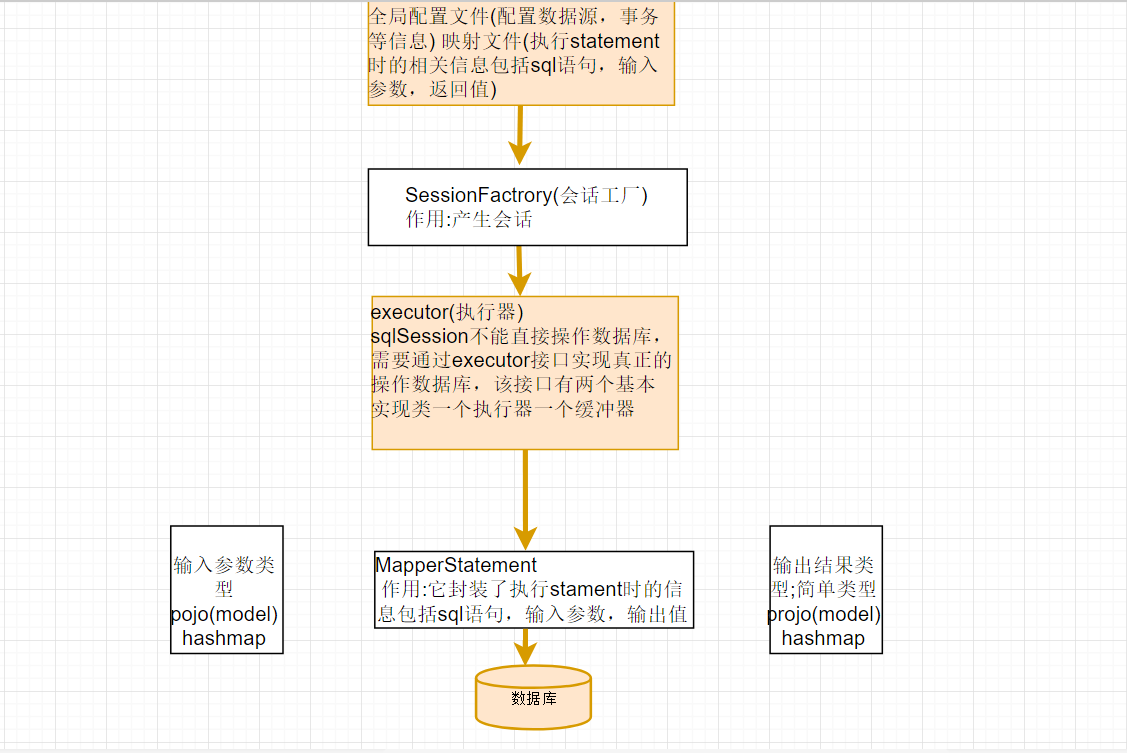 全局配置文件(配置数据源，事务
等信息) 映射文件(执行statement
时的相关信息包括sql语句，输入
参数，返回值)
SessionFactrory(会话工厂)
作用:产生会话
executor(执行器)
sqlSession不能直接操作数据库，
需要通过executor接口实现真正的
操作数据库，该接口有两个基本
实现类一个执行器一个缓冲器
输入参数类
型
pojo(model)
hashmap
MapperStatement
作用:它封装了执行stament时的信
息包括sql语句，输入参数，输出值
输出结果类
型;简单类型
projo(model)
hashmap
数据库